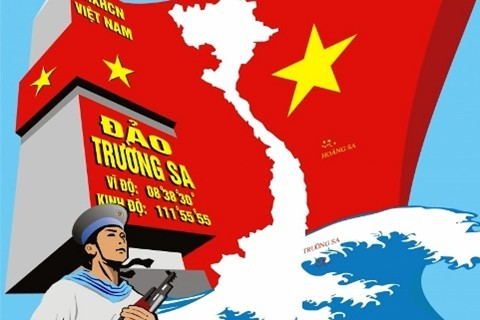 XHCN
VIỆT NAM
ĐẢO
TRƯỜNG SA
VĨ ĐỘ: 08°38'30"
KINH ĐỘ: 111°55'55
HOÀNG SA
TRƯỜNG SA